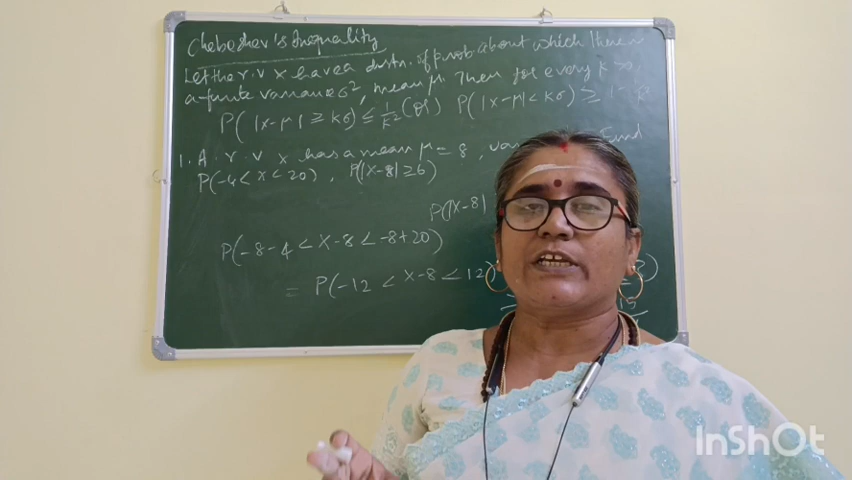 Chebeshev's Inequality
Let the r.v X have a distn. of prob about which there is
a finite variance σ², mean μ. Then for every k >0,
P( |x-μ| ≥ kσ) ≤ 1/k² (or) P( |x-μ| < kσ) ≥ 1-
1. A r.v X has a mean μ = 8, Find
P(-4 < x < 20), P(|x-8| ≥ 6)
P(|x-8|
P(-8-4 < x-8 < -8+20)
= P(-12 < x-8 < 12)
InShOt